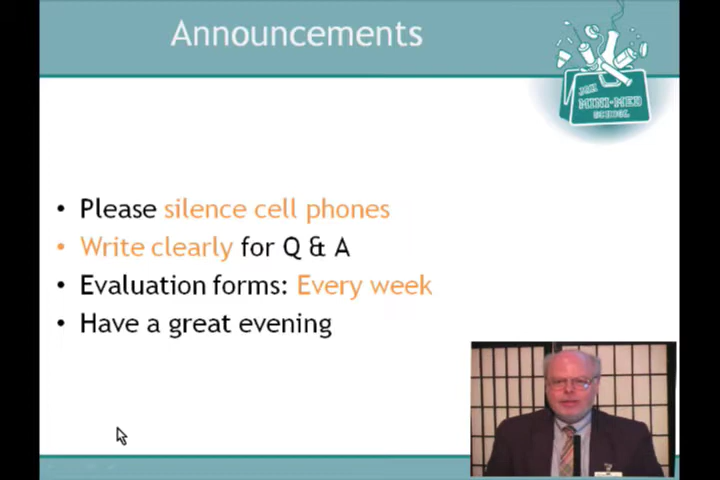 Announcements
MINI-MED
SCHOOL
• Please silence cell phones
• Write clearly for Q & A
• Evaluation forms: Every week
• Have a great evening